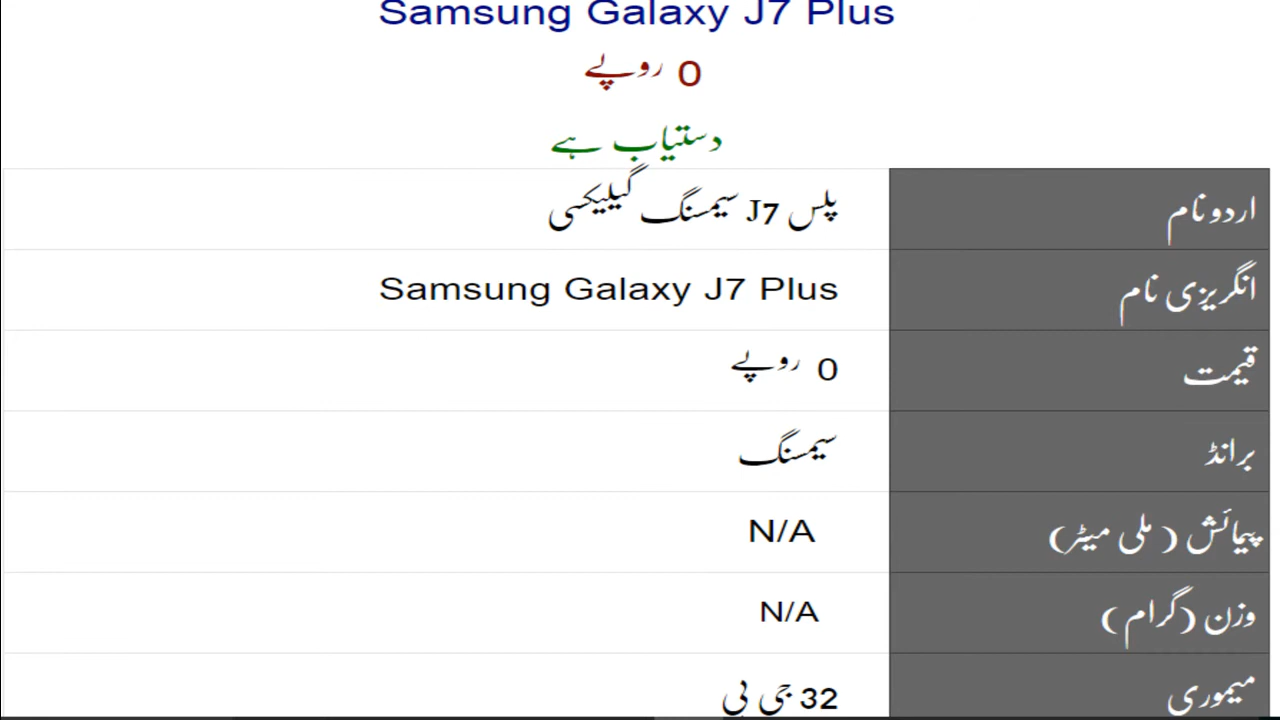 Samsung Galaxy J7 Plus
0 روپے
دستیاب ہے
اردو نام
پلس J7 سیمسنگ گیلیکسی
انگریزی نام
Samsung Galaxy J7 Plus
قیمت
0 روپے
برانڈ
سیمسنگ
پیمائش ( ملی میٹر)
N/A
وزن (گرام )
N/A
میموری
32 جی بی